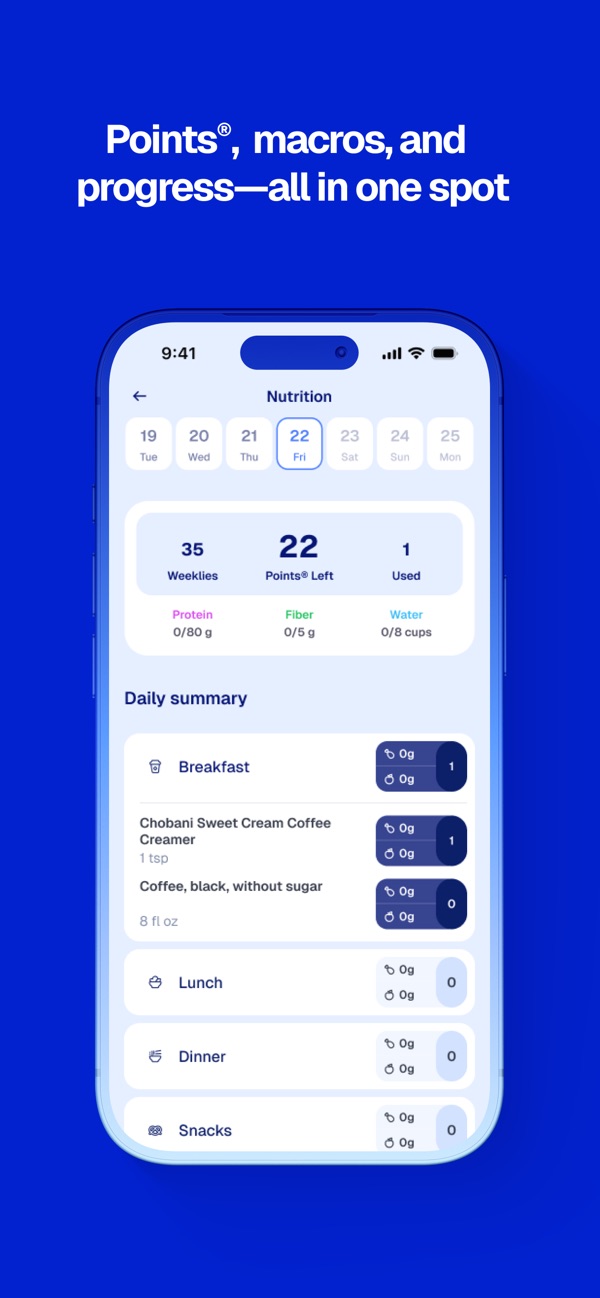 Points®, macros, and
progress—all in one spot
9:41
Nutrition
19 20 21 22 23 24 25
Tue Wed Thu Fri Sat Sun Mon
35 22 1
Weeklies Points® Left Used
Protein Fiber Water
0/80 g 0/5 g 0/8 cups
Daily summary
Breakfast 0g 0g 1
Chobani Sweet Cream Coffee
Creamer
1 tsp
0g 0g 1
Coffee, black, without sugar
8 fl oz
0g 0g 0
Lunch 0g 0g 0
Dinner 0g 0g 0
Snacks 0g 0g 0